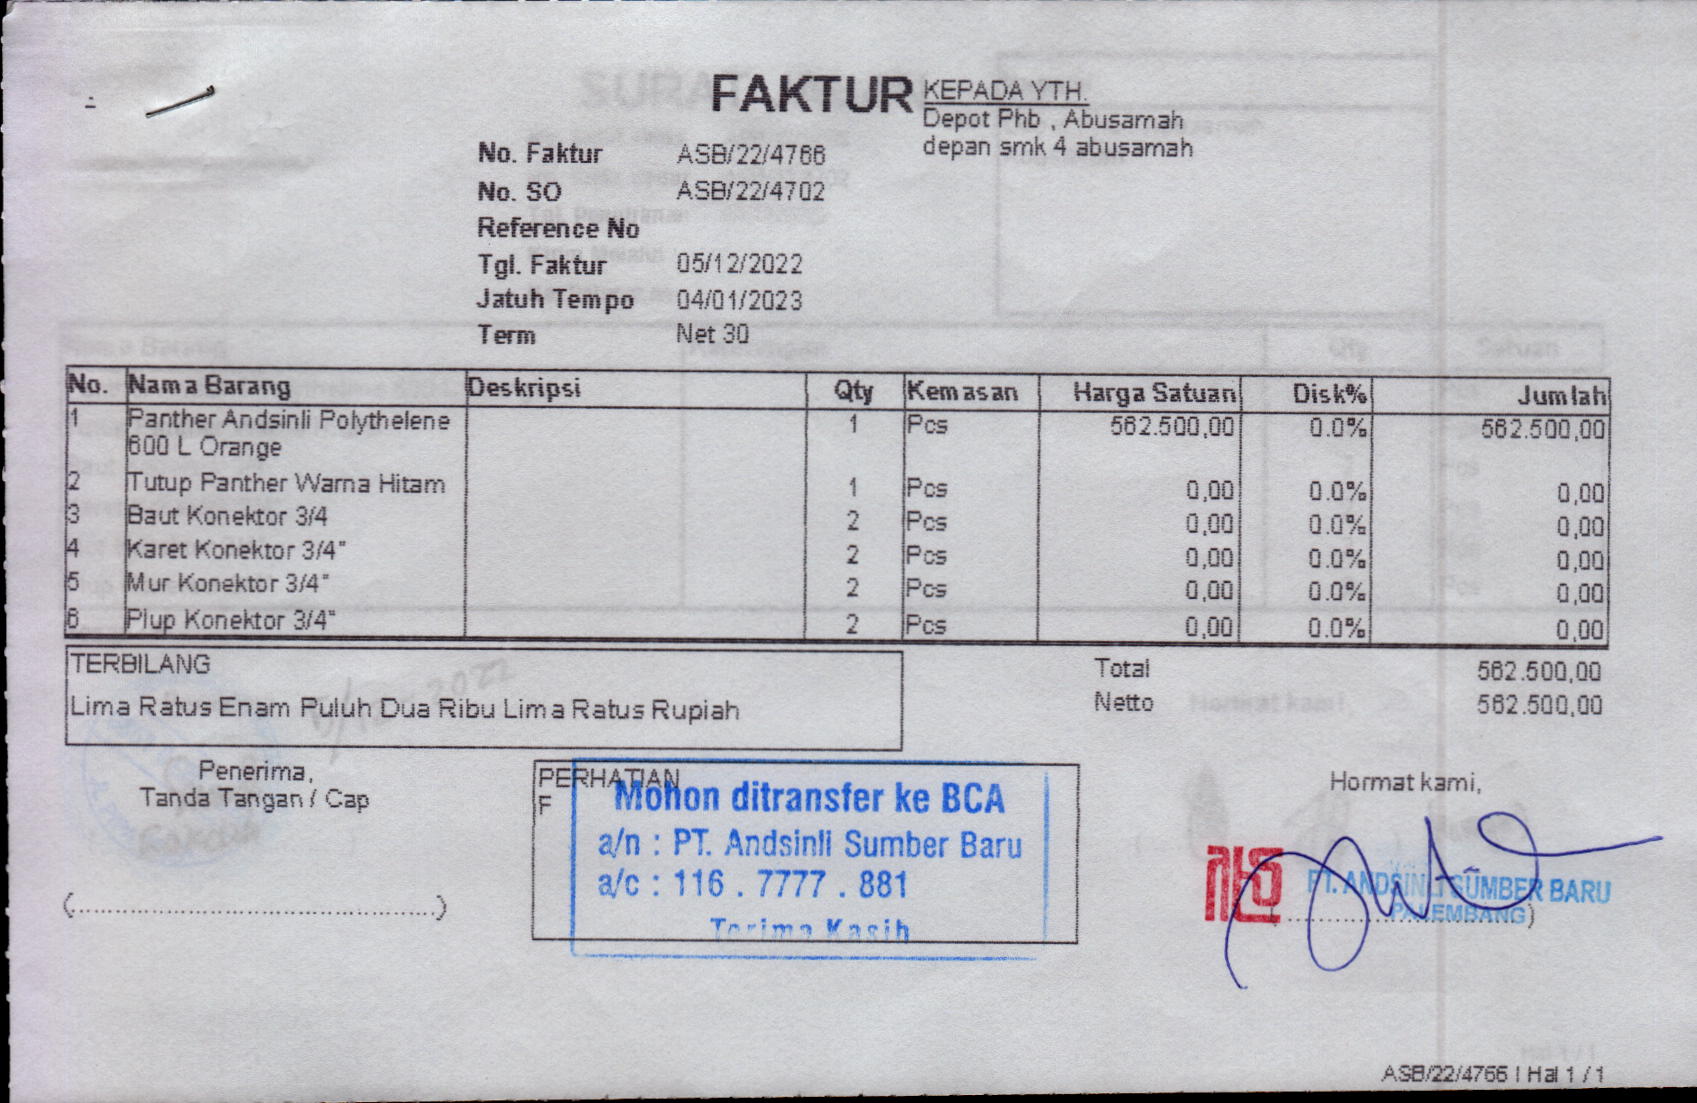 FAKTUR
KEPADA YTH.
Depot Phb , Abusamah
depan smk 4 abusamah
No. Faktur ASB/22/4766
No. SO ASB/22/4702
Reference No
Tgl. Faktur 05/12/2022
Jatuh Tempo 04/01/2023
Term Net 30
No. Nama Barang Deskripsi Qty Kemasan Harga Satuan Disk% Jumlah
1 Panther Andsinli Polythelene 1 Pcs 562.500,00 0.0% 562.500,00
600 L Orange
2 Tutup Panther Warna Hitam 1 Pcs 0,00 0.0% 0,00
3 Baut Konektor 3/4 2 Pcs 0,00 0.0% 0,00
4 Karet Konektor 3/4" 2 Pcs 0,00 0.0% 0,00
5 Mur Konektor 3/4" 2 Pcs 0,00 0.0% 0,00
6 Plup Konektor 3/4" 2 Pcs 0,00 0.0% 0,00
TERBILANG
Lima Ratus Enam Puluh Dua Ribu Lima Ratus Rupiah
Total 562.500,00
Netto 562.500,00
Penerima,
Tanda Tangan / Cap
(..........................................)
PERHATIAN
F
Mohon ditransfer ke BCA
a/n : PT. Andsinli Sumber Baru
a/c : 116 . 7777 . 881
Terima Kasih
Hormat kami,
PT. ANDSINLI SUMBER BARU
PALEMBANG
ASB/22/4766 | Hal 1 / 1